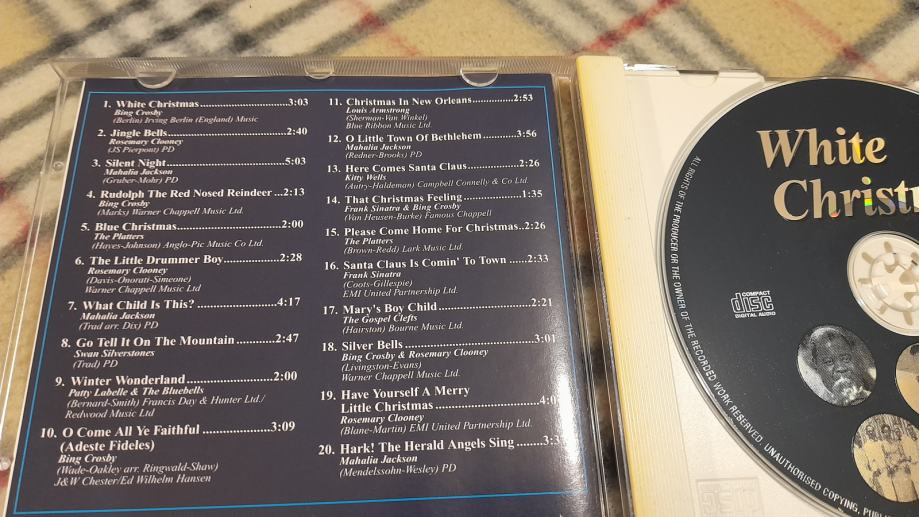 1. White Christmas..........................3:03
Bing Crosby
(Berlin) Irving Berlin (England) Music
2. Jingle Bells..................................2:40
Rosemary Clooney
(JS Pierpont) PD
3. Silent Night..................................5:03
Mahalia Jackson
(Gruber-Mohr) PD
4. Rudolph The Red Nosed Reindeer ...2:13
Bing Crosby
(Marks) Warner Chappell Music Ltd.
5. Blue Christmas..............................2:00
The Platters
(Hayes-Johnson) Anglo-Pic Music Co Ltd.
6. The Little Drummer Boy................2:28
Rosemary Clooney
(Davis-Onorati-Simeone)
Warner Chappell Music Ltd
7. What Child Is This? ......................4:17
Mahalia Jackson
(Trad arr. Dix) PD
8. Go Tell It On The Mountain............2:47
Swan Silverstones
(Trad) PD
9. Winter Wonderland........................2:00
Patty Labelle & The Bluebells
(Bernard-Smith) Francis Day & Hunter Ltd./
Redwood Music Ltd
10. O Come All Ye Faithful ..................3:09
(Adeste Fideles)
Bing Crosby
(Wade-Oakley arr. Ringwald-Shaw)
J&W Chester/Ed Wilhelm Hansen
11. Christmas In New Orleans..............2:53
Louis Armstrong
(Sherman-Van Winkel)
Blue Ribbon Music Ltd.
12. O Little Town Of Bethlehem...........3:56
Mahalia Jackson
(Redner-Brooks) PD
13. Here Comes Santa Claus................2:26
Kitty Wells
(Autry-Haldeman) Campbell Connelly & Co Ltd.
14. That Christmas Feeling..................1:35
Frank Sinatra & Bing Crosby
(Van Heusen-Burke) Famous Chappell
15. Please Come Home For Christmas..2:26
The Platters
(Brown-Redd) Lark Music Ltd.
16. Santa Claus Is Comin' To Town .....2:33
Frank Sinatra
(Coots-Gillespie)
EMI United Partnership Ltd.
17. Mary's Boy Child ..........................2:21
The Gospel Clefts
(Hairston) Bourne Music Ltd.
18. Silver Bells....................................3:01
Bing Crosby & Rosemary Clooney
(Livingston-Evans)
Warner Chappell Music Ltd.
19. Have Yourself A Merry
Little Christmas ............................4:0
Rosemary Clooney
(Blane-Martin) EMI United Partnership Ltd.
20. Hark! The Herald Angels Sing.......3:3
Mahalia Jackson
(Mendelssohn-Wesley) PD
White
Christ
COMPACT
disc
DIGITAL AUDIO
ALL RIGHTS OF THE PRODUCER OR THE OWNER OF THE RECORDED WORK RESERVED. UNAUTHORISED COPYING, PUBLI